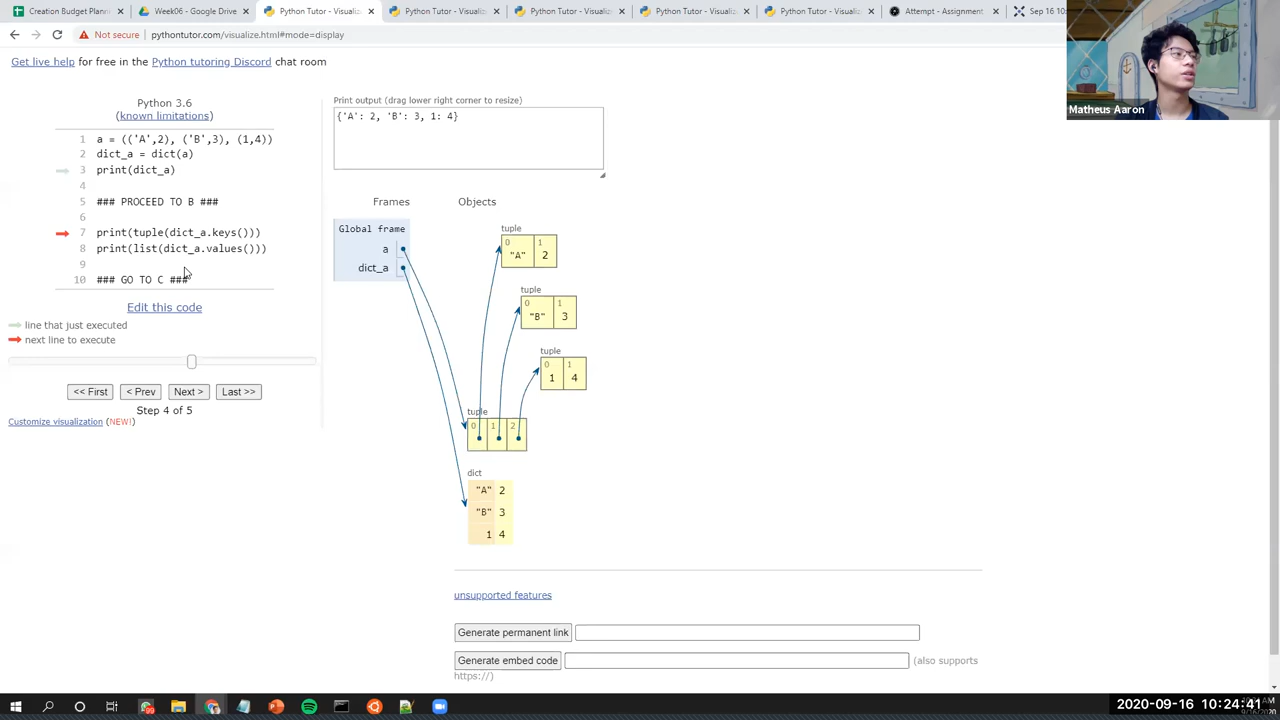 Creation Budget Planni
Week06 - Google Drive
Python Tutor - Visualiz
Python Tutor - Visualiz
Python Tutor - Visualiz
Python Tutor - Visualiz
Python Tutor - Visualiz
Attempt - Assignment
Sep 16 10:
Not secure | pythontutor.com/visualize.html#mode=display
Get live help for free in the Python tutoring Discord chat room
Matheus Aaron
Python 3.6
(known limitations)
1 a = (('A',2), ('B',3), (1,4))
2 dict_a = dict(a)
3 print(dict_a)
4
5 ### PROCEED TO B ###
6
7 print(tuple(dict_a.keys()))
8 print(list(dict_a.values()))
9
10 ### GO TO C ###
Edit this code
line that just executed
next line to execute
<< First
< Prev
Next >
Last >>
Step 4 of 5
Customize visualization (NEW!)
Print output (drag lower right corner to resize)
{'A': 2, 'B': 3, 1: 4}
Frames
Objects
Global frame
a
dict_a
tuple
0 1
"A" 2
tuple
0 1
"B" 3
tuple
0 1
1 4
tuple
0 1 2
dict
"A" 2
"B" 3
1 4
unsupported features
Generate permanent link
Generate embed code
(also supports
https://)
2020-09-16 10:24:41